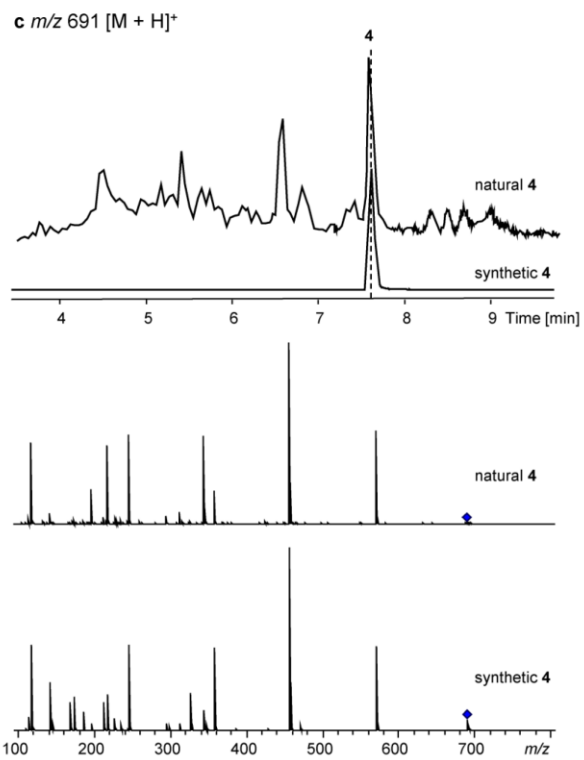 c m/z 691 [M + H]⁺
4
natural 4
synthetic 4
4 5 6 7 8 9 Time [min]
natural 4
synthetic 4
100 200 300 400 500 600 700 m/z